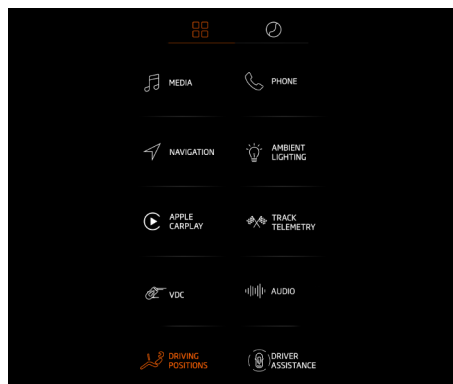 MEDIA
PHONE
NAVIGATION
AMBIENT
LIGHTING
APPLE
CARPLAY
TRACK
TELEMETRY
VDC
AUDIO
DRIVING
POSITIONS
DRIVER
ASSISTANCE